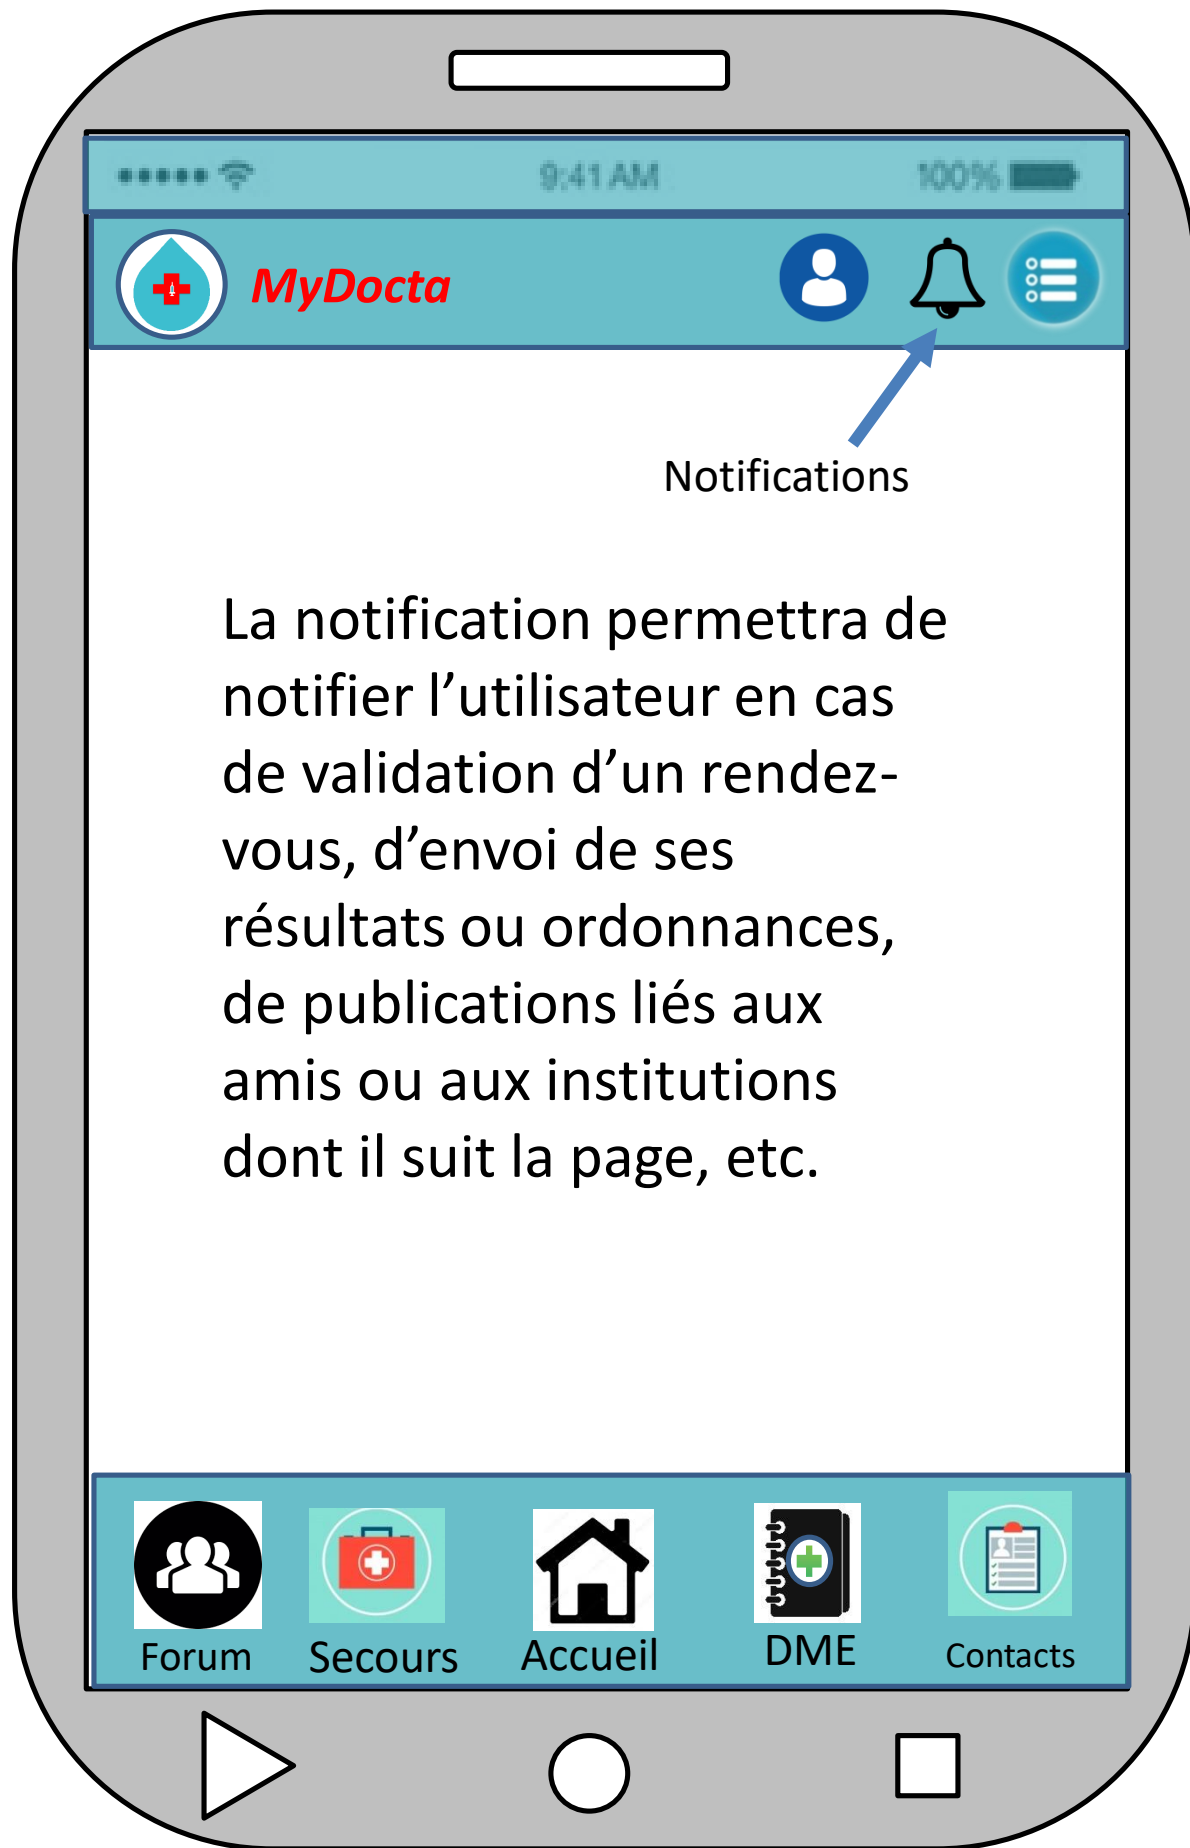 9:41 AM 100%
MyDocta
Notifications
La notification permettra de
notifier l’utilisateur en cas
de validation d’un rendez-
vous, d’envoi de ses
résultats ou ordonnances,
de publications liés aux
amis ou aux institutions
dont il suit la page, etc.
Forum Secours Accueil DME Contacts